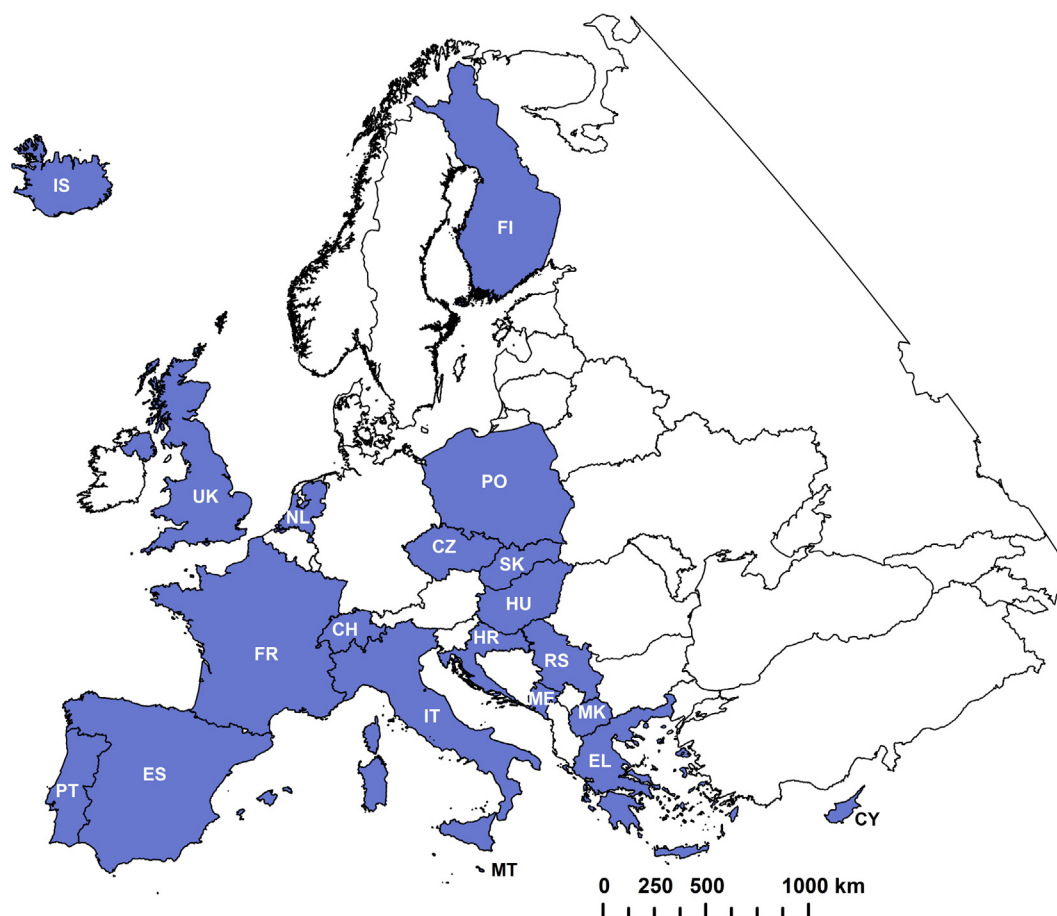 IS
FI
UK
NL
PO
CZ
SK
HU
CH
HR
FR
RS
ME
IT
MK
EL
PT
ES
CY
MT
0 250 500 1000 km